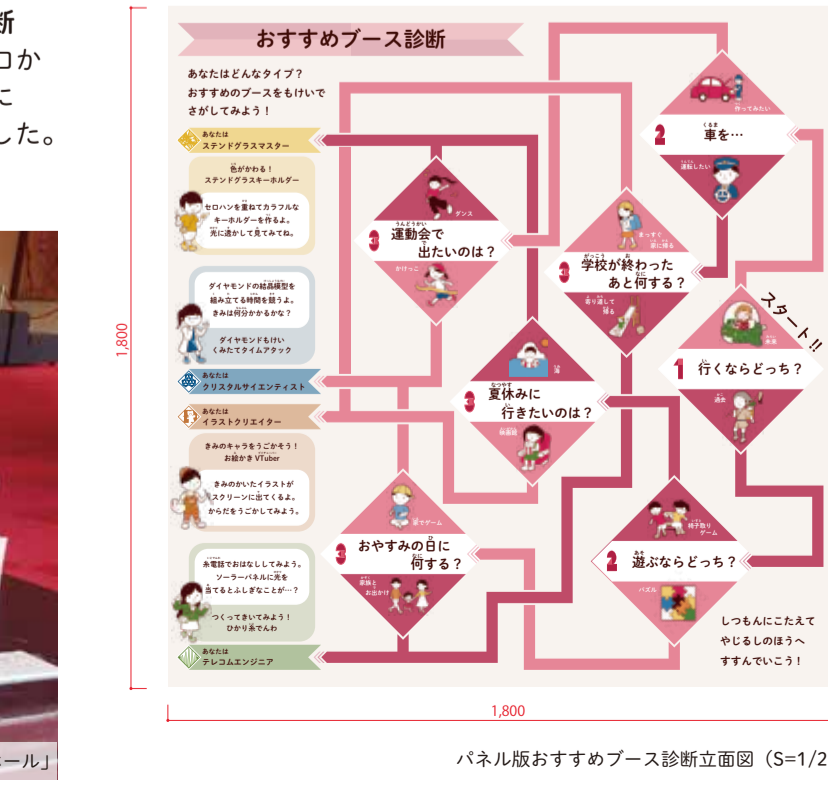 断
ロか
に
した。
ホール」
おすすめブース診断
あなたはどんなタイプ？
おすすめのブースをもけいで
さがしてみよう！
あなたは
ステンドグラスマスター
色がかわる！
ステンドグラスキーホルダー
セロハンを重ねてカラフルな
キーホルダーを作るよ。
光に透かして見てみてね。
ダイヤモンドの結晶模型を
組み立てる時間を競うよ。
きみは何分かかるかな？
ダイヤモンドもけい
くみたてタイムアタック
あなたは
クリスタルサイエンティスト
あなたは
イラストクリエイター
きみのキャラをうごかそう！
お絵かきVTuber
きみのかいたイラストが
スクリーンに出てくるよ。
からだをうごかしてみよう。
糸電話でおはなししてみよう。
ソーラーパネルに光を
当てるとふしぎなことが…？
つくってきいてみよう！
ひかり糸でんわ
あなたは
テレコムエンジニア
スタート!!
未来
1 行くならどっち？
過去
作ってみたい
2 車を…
運転したい
椅子取り
ゲーム
2 遊ぶならどっち？
パズル
ダンス
3 運動会で
出たいのは？
かけっこ
まっすぐ
家に帰る
3 学校が終わった
あと何する？
寄り道して
帰る
海
3 夏休みに
行きたいのは？
映画館
家でゲーム
3 おやすみの日に
何する？
家族と
お出かけ
しつもんにこたえて
やじるしのほうへ
すすんでいこう！
1,800
1,800
パネル版おすすめブース診断立面図（S=1/2